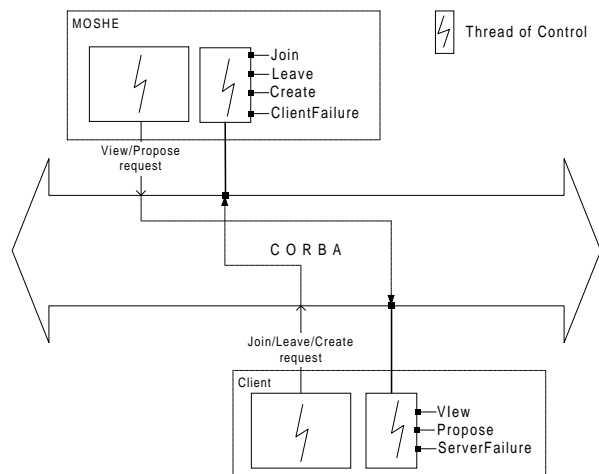 MOSHE
Thread of Control
Join
Leave
Create
ClientFailure
View/Propose
request
CORBA
Join/Leave/Create
request
Client
VIew
Propose
ServerFailure